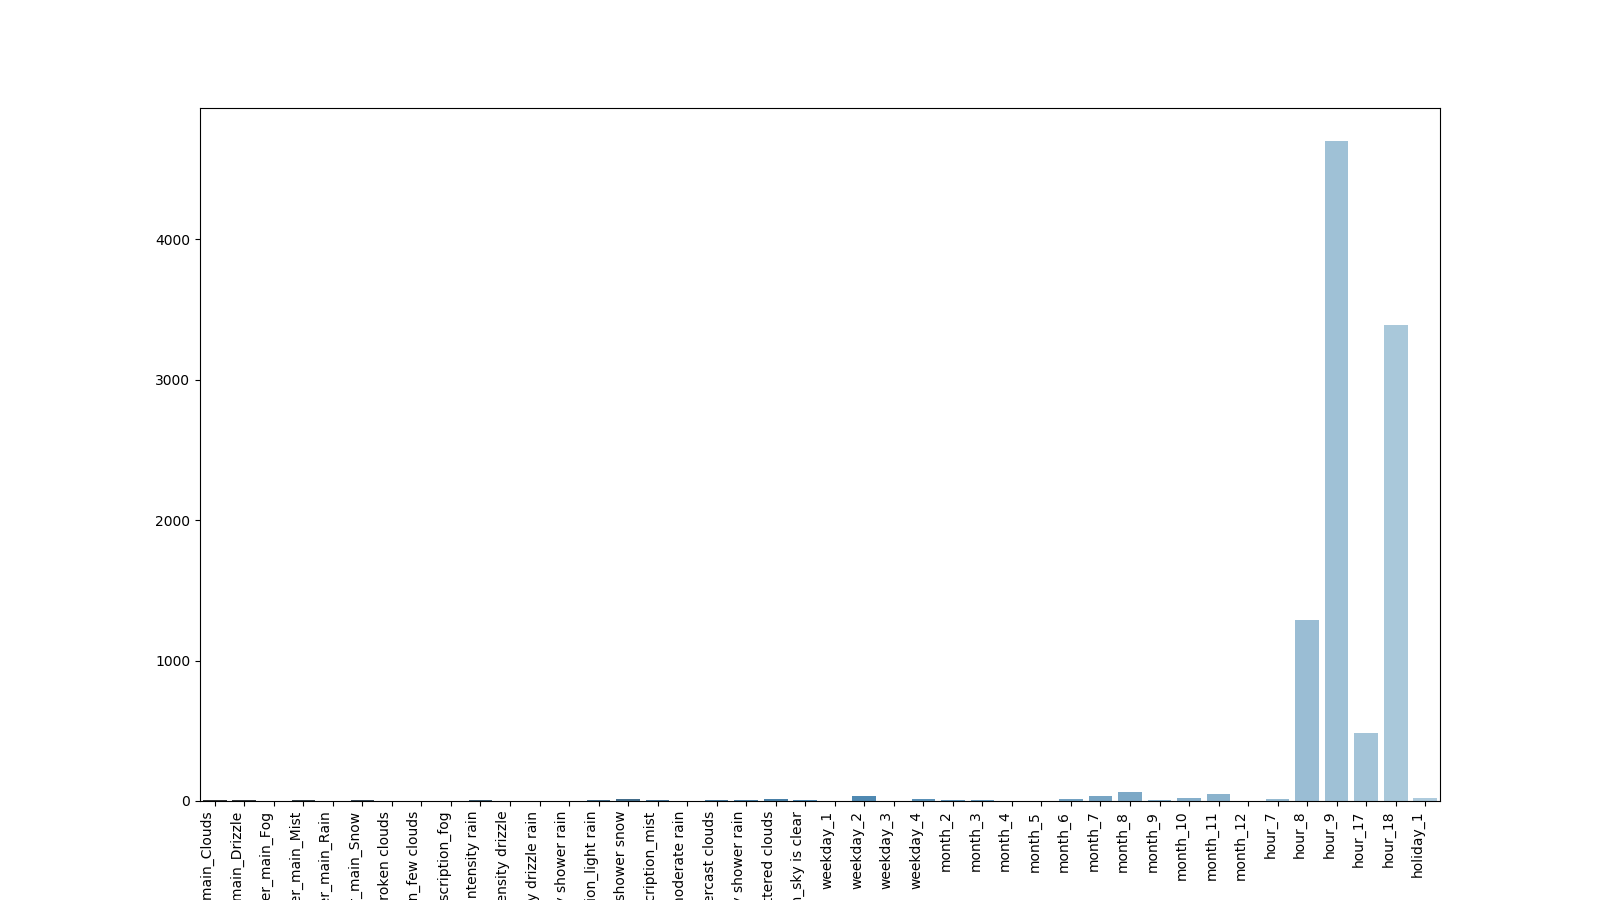 4000
3000
2000
1000
0
main_Clouds
main_Drizzle
er_main_Fog
er_main_Mist
er_main_Rain
_main_Snow
roken clouds
n_few clouds
scription_fog
ntensity rain
ensity drizzle
y drizzle rain
shower rain
ion_light rain
shower snow
cription_mist
noderate rain
ercast clouds
y shower rain
ttered clouds
n_sky is clear
weekday_1
weekday_2
weekday_3
weekday_4
month_2
month_3
month_4
month_5
month_6
month_7
month_8
month_9
month_10
month_11
month_12
hour_7
hour_8
hour_9
hour_17
hour_18
holiday_1